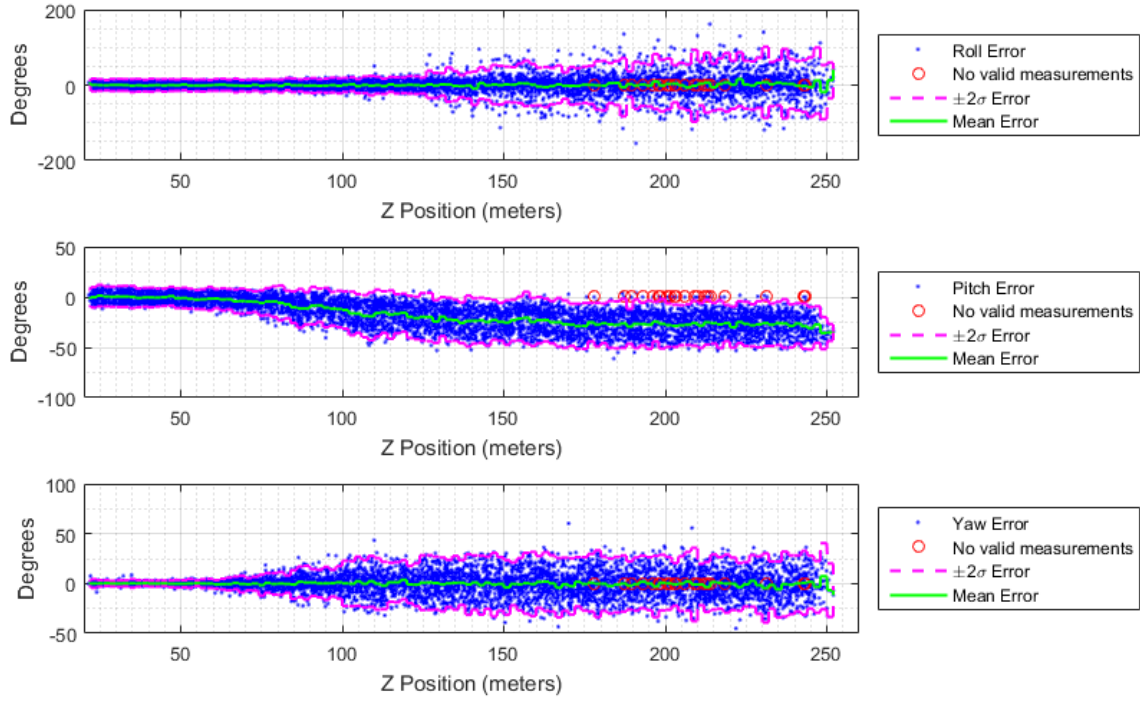 200
0
-200
Degrees
50
100
150
200
250
Z Position (meters)
Roll Error
No valid measurements
±2σ Error
Mean Error
50
0
-50
-100
Degrees
50
100
150
200
250
Z Position (meters)
Pitch Error
No valid measurements
±2σ Error
Mean Error
100
50
0
-50
Degrees
50
100
150
200
250
Z Position (meters)
Yaw Error
No valid measurements
±2σ Error
Mean Error